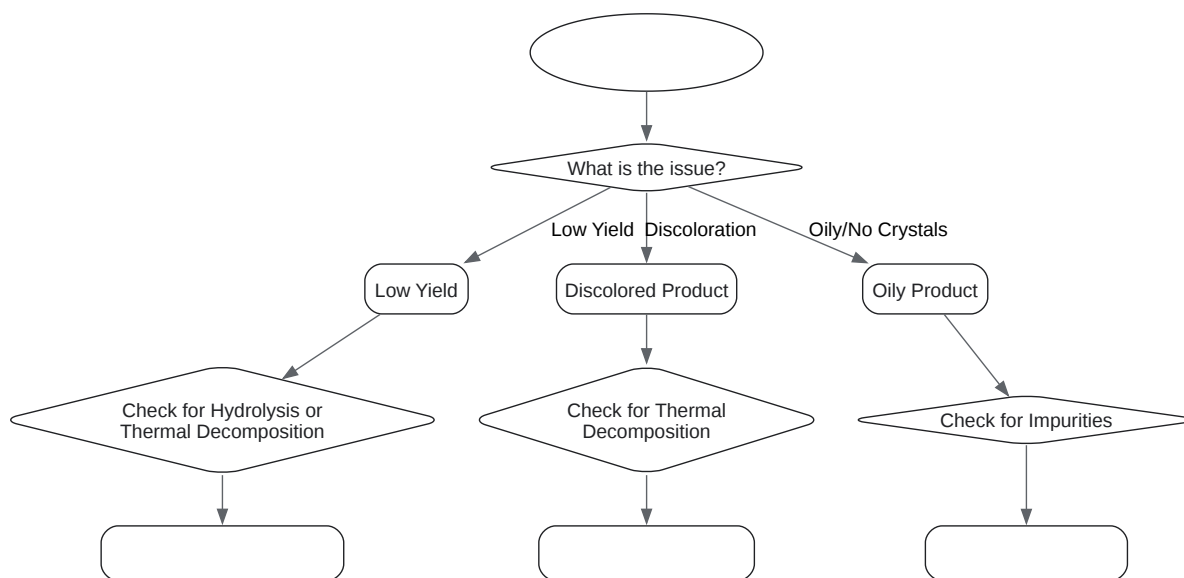 What is the issue?
Low Yield
Discoloration
Oily/No Crystals
Low Yield
Discolored Product
Oily Product
Check for Hydrolysis or
Thermal Decomposition
Check for Thermal
Decomposition
Check for Impurities